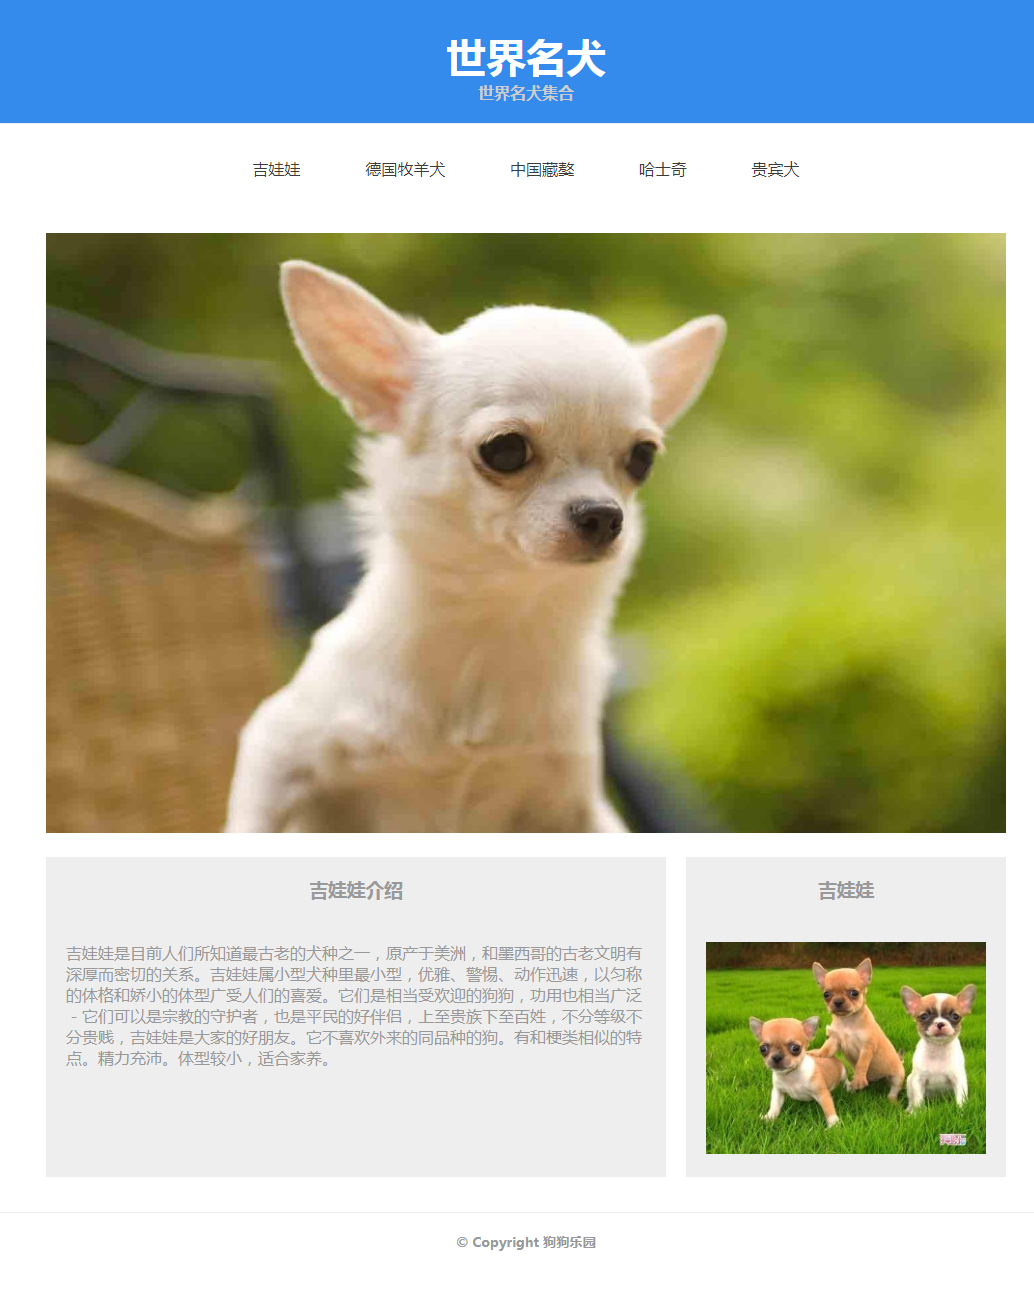 世界名犬
世界名犬集合
吉娃娃 德国牧羊犬 中国藏獒 哈士奇 贵宾犬
吉娃娃介绍
吉娃娃
吉娃娃是目前人们所知道最古老的犬种之一，原产于美洲，和墨西哥的古老文明有
深厚而密切的关系。吉娃娃属小型犬种里最小型，优雅、警惕、动作迅速，以匀称
的体格和娇小的体型广受人们的喜爱。它们是相当受欢迎的狗狗，功用也相当广泛
－它们可以是宗教的守护者，也是平民的好伴侣，上至贵族下至百姓，不分等级不
分贵贱，吉娃娃是大家的好朋友。它不喜欢外来的同品种的狗。有和梗类相似的特
点。精力充沛。体型较小，适合家养。
© Copyright 狗狗乐园